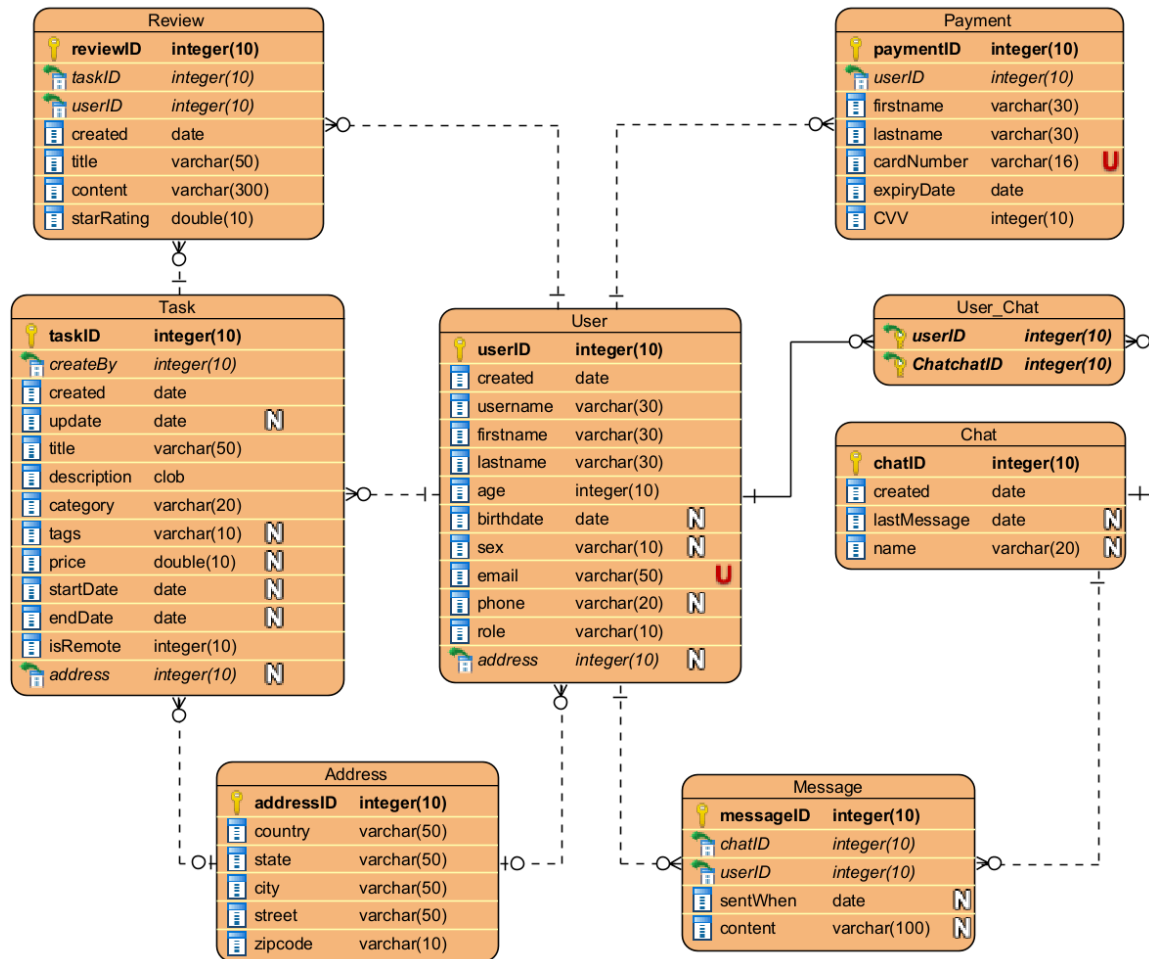 Review
reviewID integer(10)
taskID integer(10)
userID integer(10)
created date
title varchar(50)
content varchar(300)
starRating double(10)
Payment
paymentID integer(10)
userID integer(10)
firstname varchar(30)
lastname varchar(30)
cardNumber varchar(16) U
expiryDate date
CVV integer(10)
Task
taskID integer(10)
createBy integer(10)
created date
update date N
title varchar(50)
description clob
category varchar(20)
tags varchar(10) N
price double(10) N
startDate date N
endDate date N
isRemote integer(10)
address integer(10) N
User
userID integer(10)
created date
username varchar(30)
firstname varchar(30)
lastname varchar(30)
age integer(10)
birthdate date N
sex varchar(10) N
email varchar(50) U
phone varchar(20) N
role varchar(10)
address integer(10) N
User_Chat
userID integer(10)
ChatchatID integer(10)
Chat
chatID integer(10)
created date
lastMessage date N
name varchar(20) N
Address
addressID integer(10)
country varchar(50)
state varchar(50)
city varchar(50)
street varchar(50)
zipcode varchar(10)
Message
messageID integer(10)
chatID integer(10)
userID integer(10)
sentWhen date N
content varchar(100) N